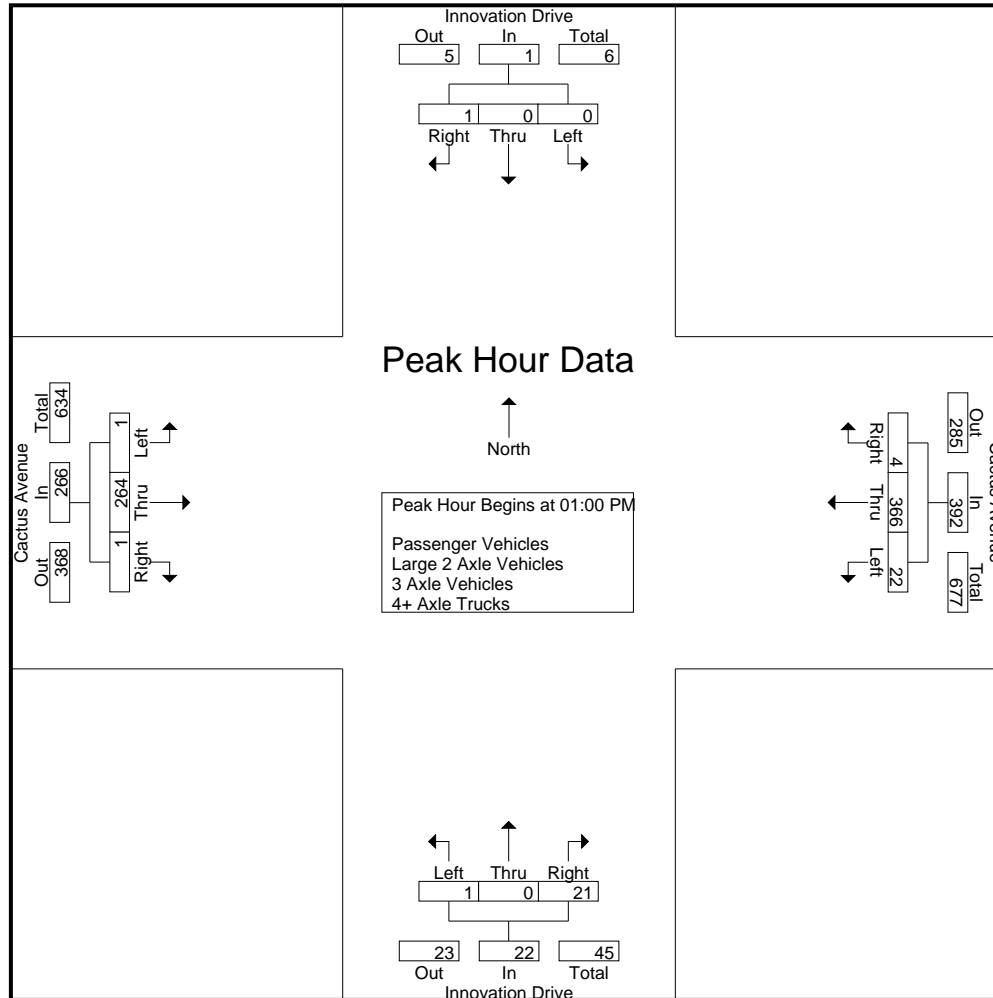 Innovation Drive
Out In Total
5 1 6
1 0 0
Right Thru Left
Peak Hour Data
North
Peak Hour Begins at 01:00 PM
Passenger Vehicles
Large 2 Axle Vehicles
3 Axle Vehicles
4+ Axle Trucks
Cactus Avenue
Out In Total
368 266 634
1 264 1
Right Thru Left
Out In Total
285 392 677
4 366 22
Right Thru Left
Left Thru Right
1 0 21
23 22 45
Out In Total
Innovation Drive